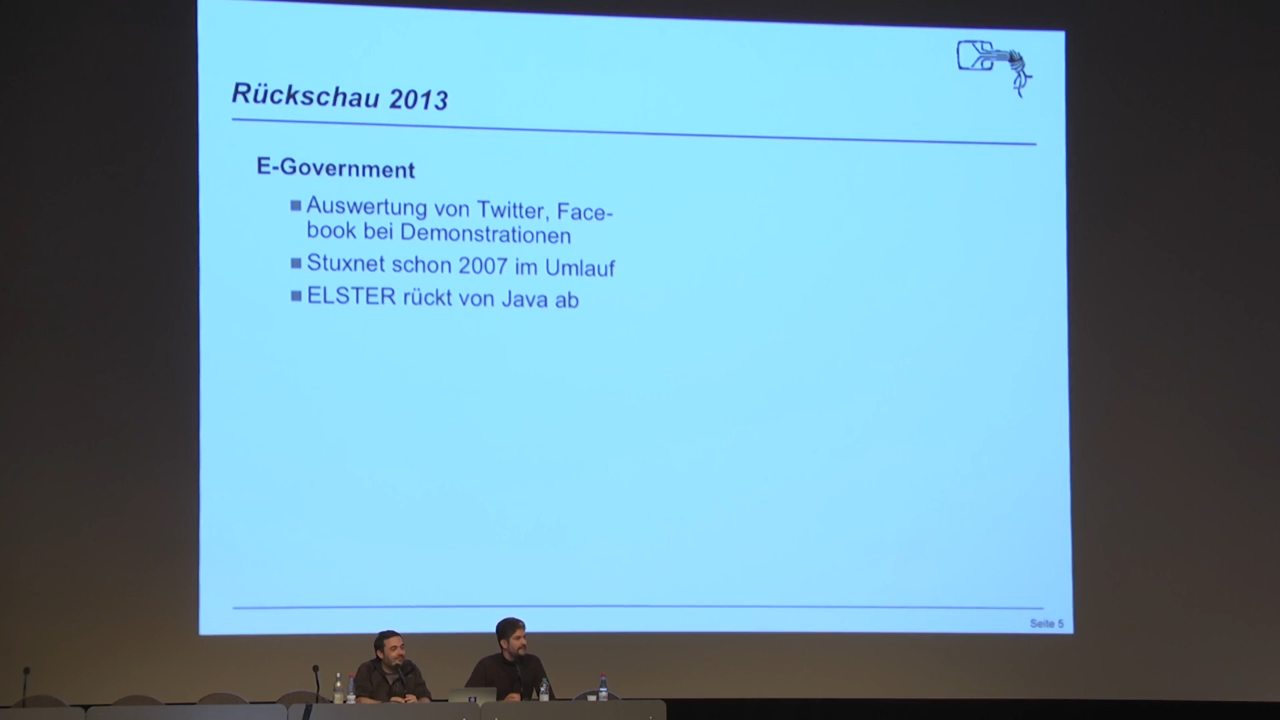 Rückschau 2013
E-Government
Auswertung von Twitter, Face-
book bei Demonstrationen
Stuxnet schon 2007 im Umlauf
ELSTER rückt von Java ab
Seite 5